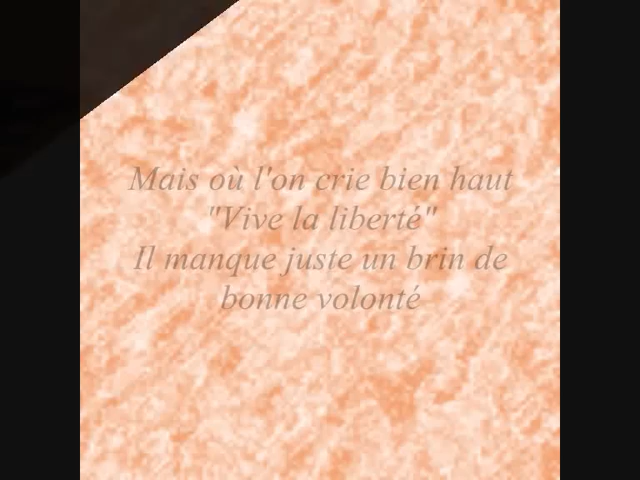 Mais où l'on crie bien haut
"Vive la liberté"
Il manque juste un brin de
bonne volonté